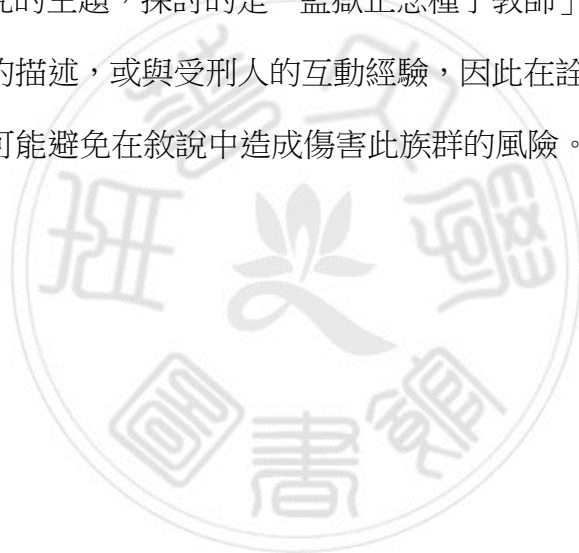 究的主題，探討的是「監獄正念種子教師」
的描述，或與受刑人的互動經驗，因此在詮
可能避免在敘說中造成傷害此族群的風險。